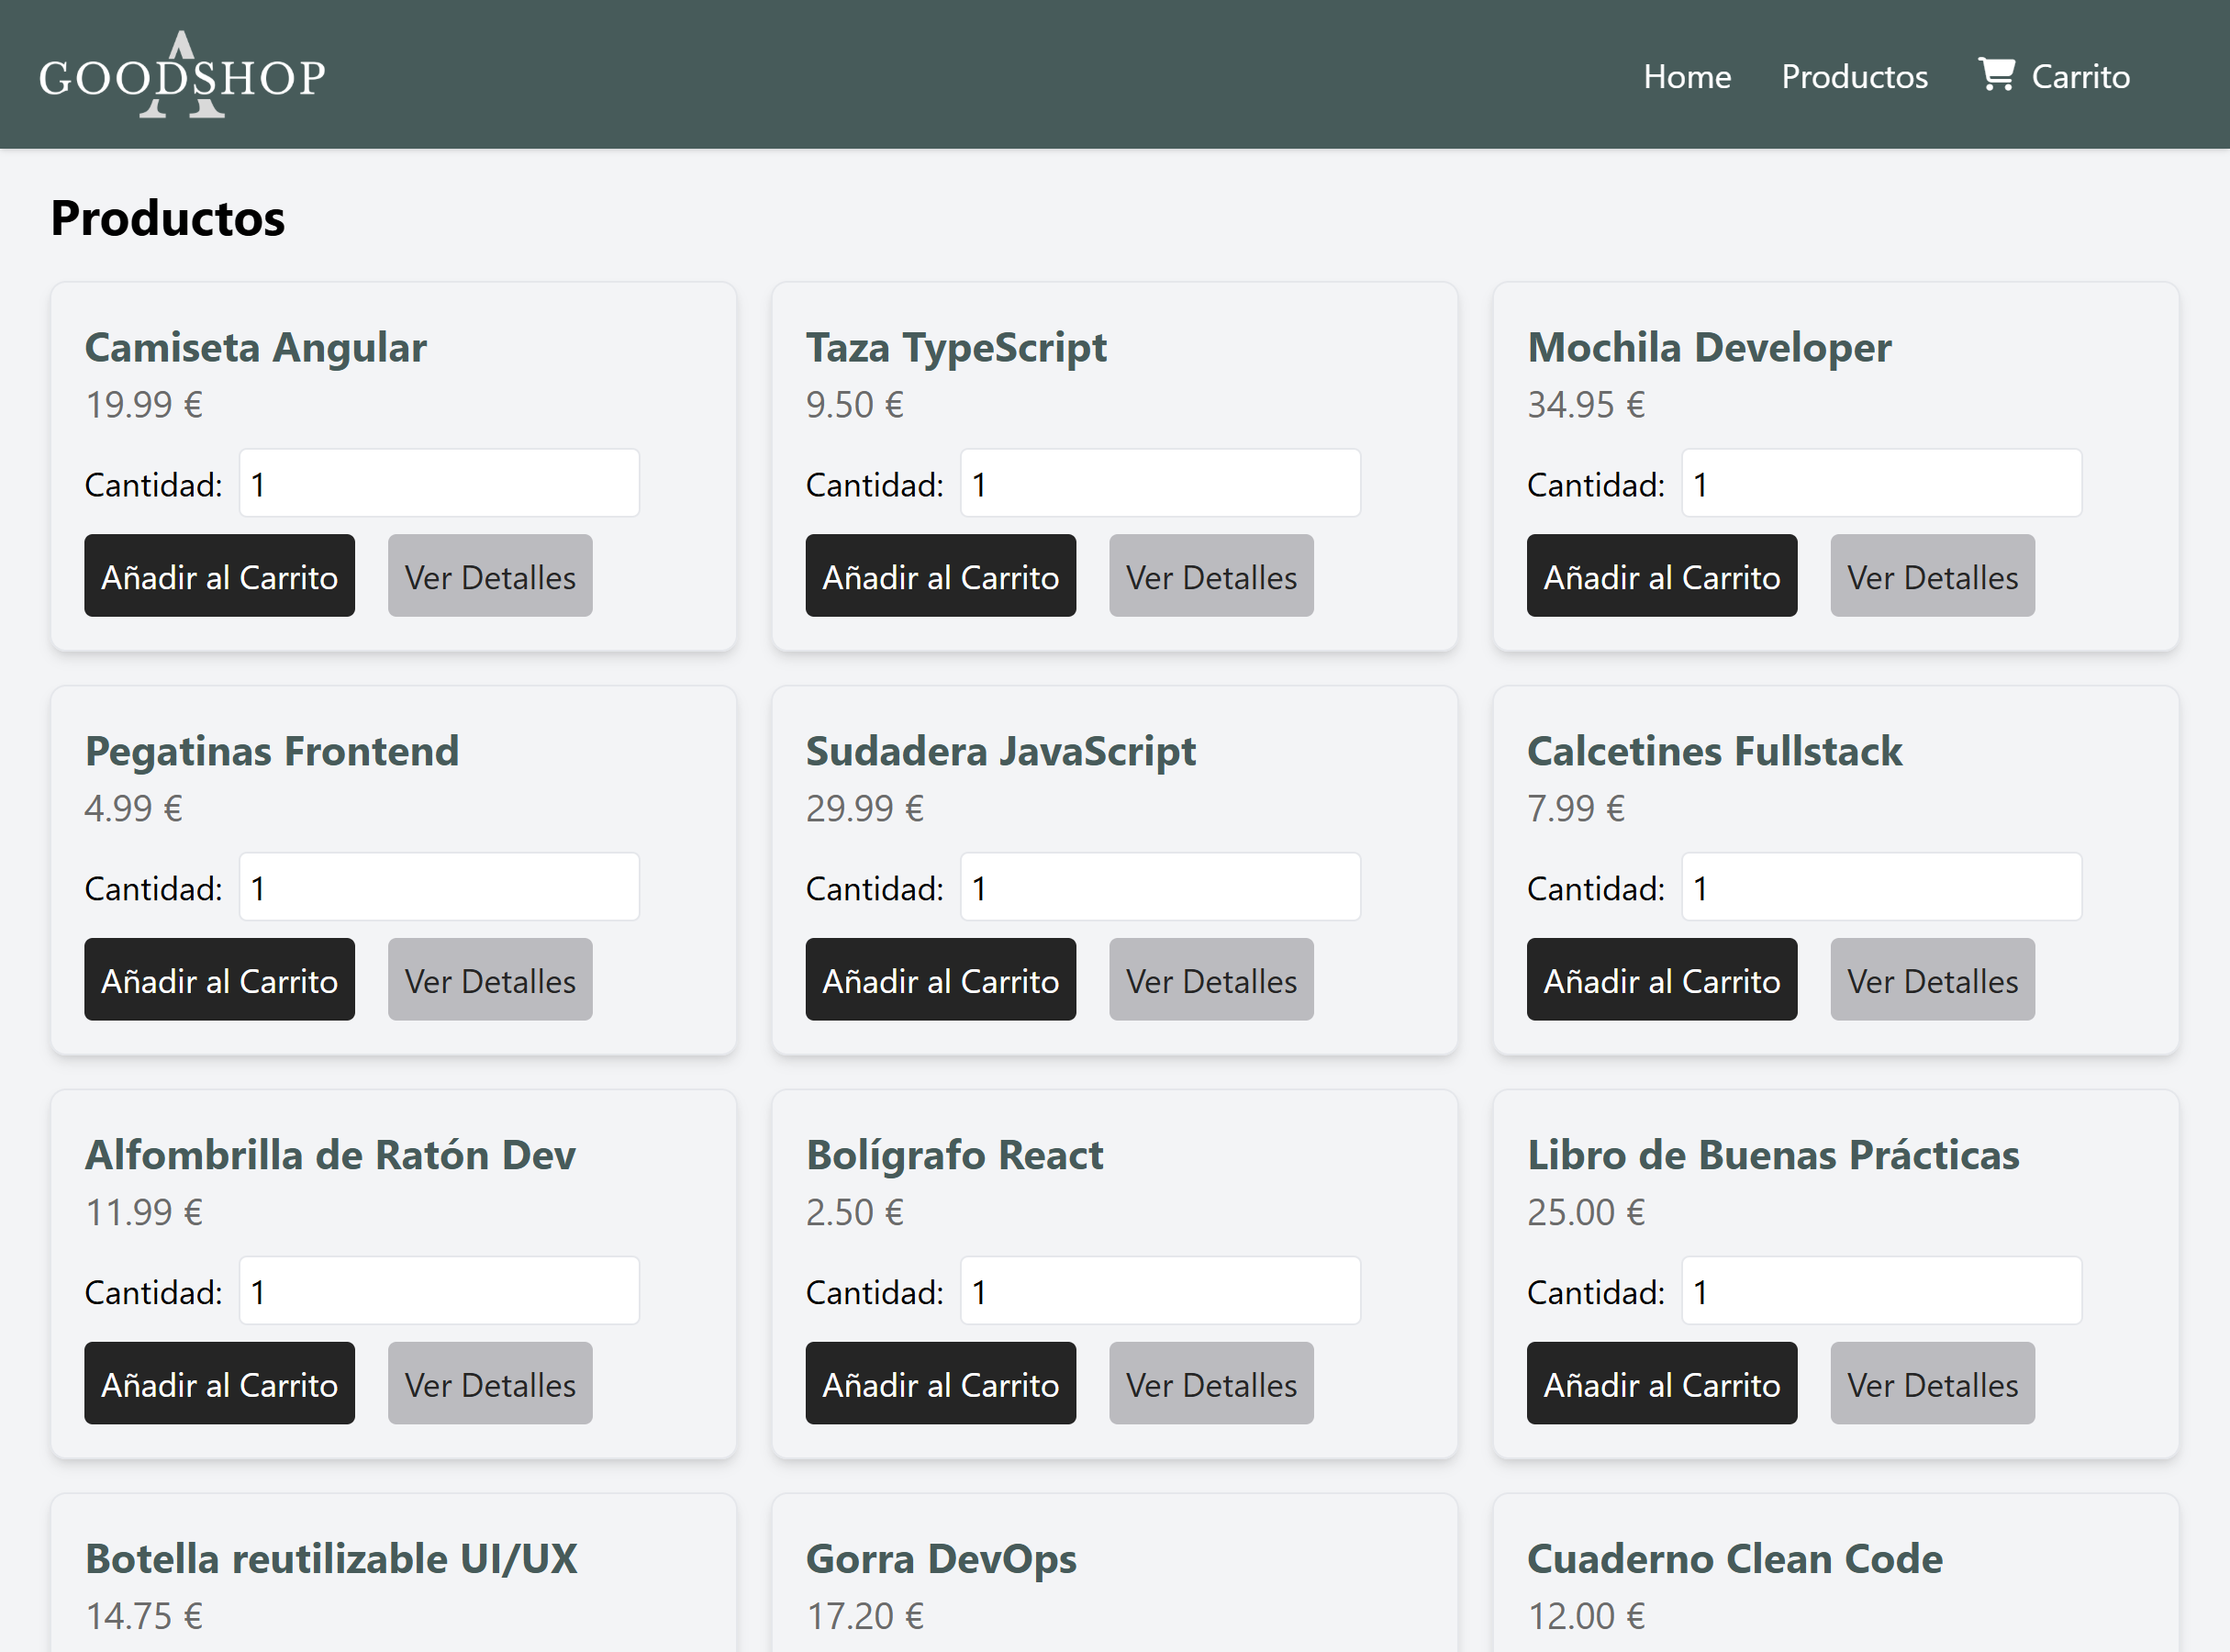 A
GOODSHOP
Home Productos Carrito
Productos
Camiseta Angular
19.99 €
Cantidad: 1
Añadir al Carrito Ver Detalles
Taza TypeScript
9.50 €
Cantidad: 1
Añadir al Carrito Ver Detalles
Mochila Developer
34.95 €
Cantidad: 1
Añadir al Carrito Ver Detalles
Pegatinas Frontend
4.99 €
Cantidad: 1
Añadir al Carrito Ver Detalles
Sudadera JavaScript
29.99 €
Cantidad: 1
Añadir al Carrito Ver Detalles
Calcetines Fullstack
7.99 €
Cantidad: 1
Añadir al Carrito Ver Detalles
Alfombrilla de Ratón Dev
11.99 €
Cantidad: 1
Añadir al Carrito Ver Detalles
Bolígrafo React
2.50 €
Cantidad: 1
Añadir al Carrito Ver Detalles
Libro de Buenas Prácticas
25.00 €
Cantidad: 1
Añadir al Carrito Ver Detalles
Botella reutilizable UI/UX
14.75 €
Gorra DevOps
17.20 €
Cuaderno Clean Code
12.00 €